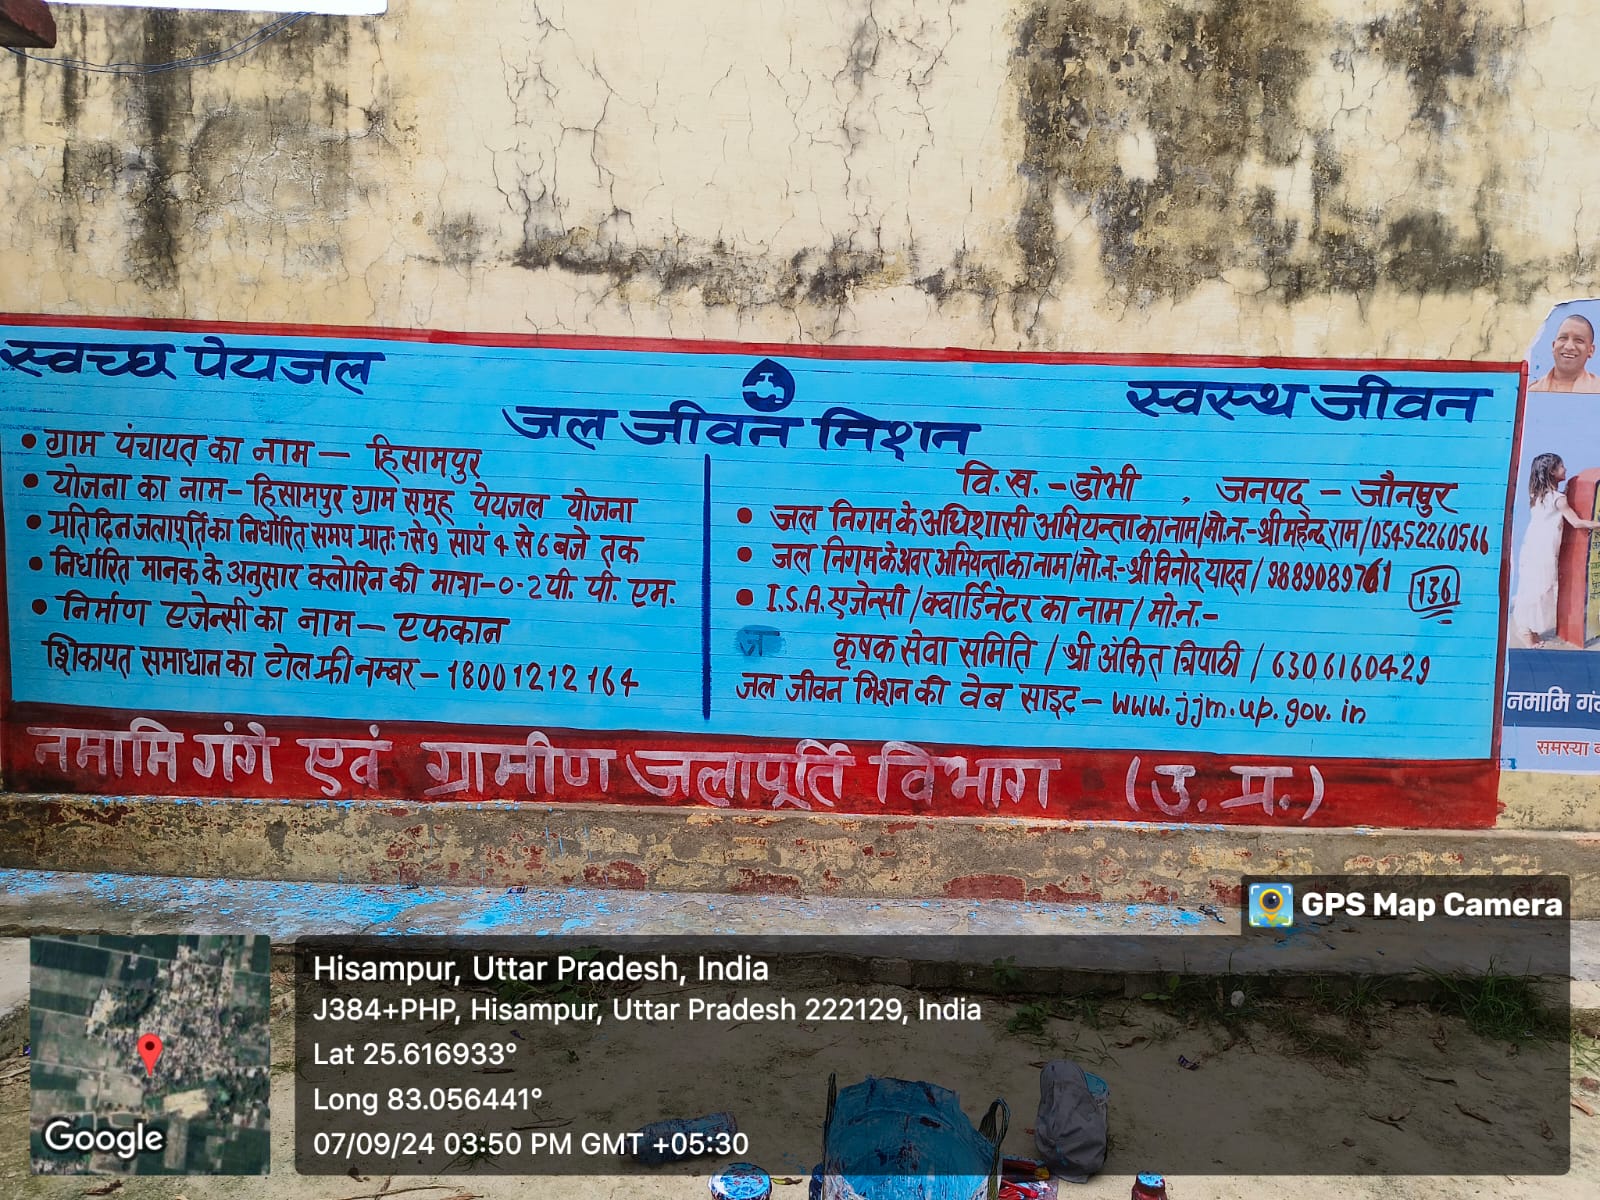 स्वच्छ पेयजल
स्वस्थ जीवन
जल जीवन मिशन
• ग्राम पंचायत का नाम — हिसामपुर
• योजना का नाम - हिसामपुर ग्राम समूह पेयजल योजना
• प्रतिदिन जलापूर्ति का निर्धारित समय प्रातः 7 से 9 सायं 4 से 6 बजे तक
• निर्धारित मानक के अनुसार क्लोरिन की मात्रा - 0.2 पी. पी. एम.
• निर्माण एजेन्सी का नाम — एफकान
शिकायत समाधान का टोल फ्री नम्बर - 18001212164
वि. ख. - डोभी , जनपद - जौनपुर
• जल निगम के अधिशासी अभियन्ता का नाम/मो.न.- श्री महेन्द्र राम/05452260566
• जल निगम के अवर अभियन्ता का नाम/मो.न.- श्री विनोद यादव/9889089761
136
• I.S.A. एजेन्सी/क्वार्डिनेटर का नाम/मो.न.-
कृषक सेवा समिति/श्री अंकित त्रिपाठी/6306160429
जल जीवन मिशन की वेब साइट - www.jjm.up.gov.in
नमामि गंगे एवं ग्रामीण जलापूर्ति विभाग (उ. प्र.)
नमामि
समस्या
GPS Map Camera
Hisampur, Uttar Pradesh, India
J384+PHP, Hisampur, Uttar Pradesh 222129, India
Lat 25.616933°
Long 83.056441°
07/09/24 03:50 PM GMT +05:30
Google